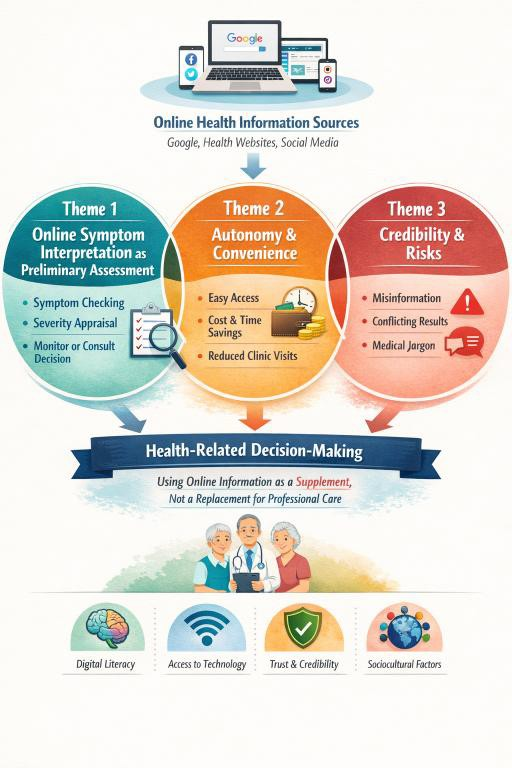 Google
Online Health Information Sources
Google, Health Websites, Social Media
Theme 1
Online Symptom
Interpretation as
Preliminary Assessment
• Symptom Checking
• Severity Appraisal
• Monitor or Consult
Decision
Theme 2
Autonomy &
Convenience
• Easy Access
• Cost & Time
Savings
• Reduced Clinic Visits
Theme 3
Credibility &
Risks
• Misinformation
• Conflicting Results
• Medical Jargon
Health-Related Decision-Making
Using Online Information as a Supplement,
Not a Replacement for Professional Care
Digital Literacy
Access to Technology
Trust & Credibility
Sociocultural Factors